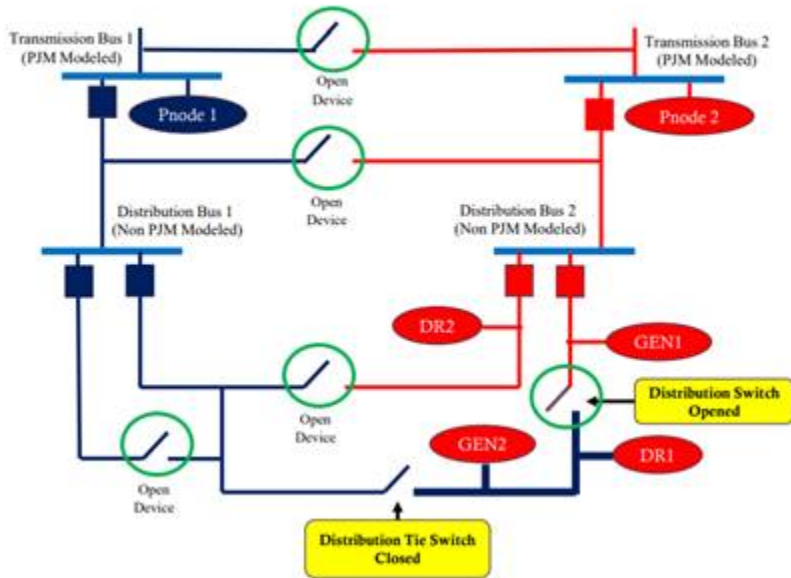 Transmission Bus 1
(PJM Modeled)
Open
Device
Transmission Bus 2
(PJM Modeled)
Pnode 1
Pnode 2
Open
Device
Distribution Bus 1
(Non PJM Modeled)
Distribution Bus 2
(Non PJM Modeled)
DR2
GEN1
Open
Device
Distribution Switch
Opened
Open
Device
GEN2
DR1
Distribution Tie Switch
Closed